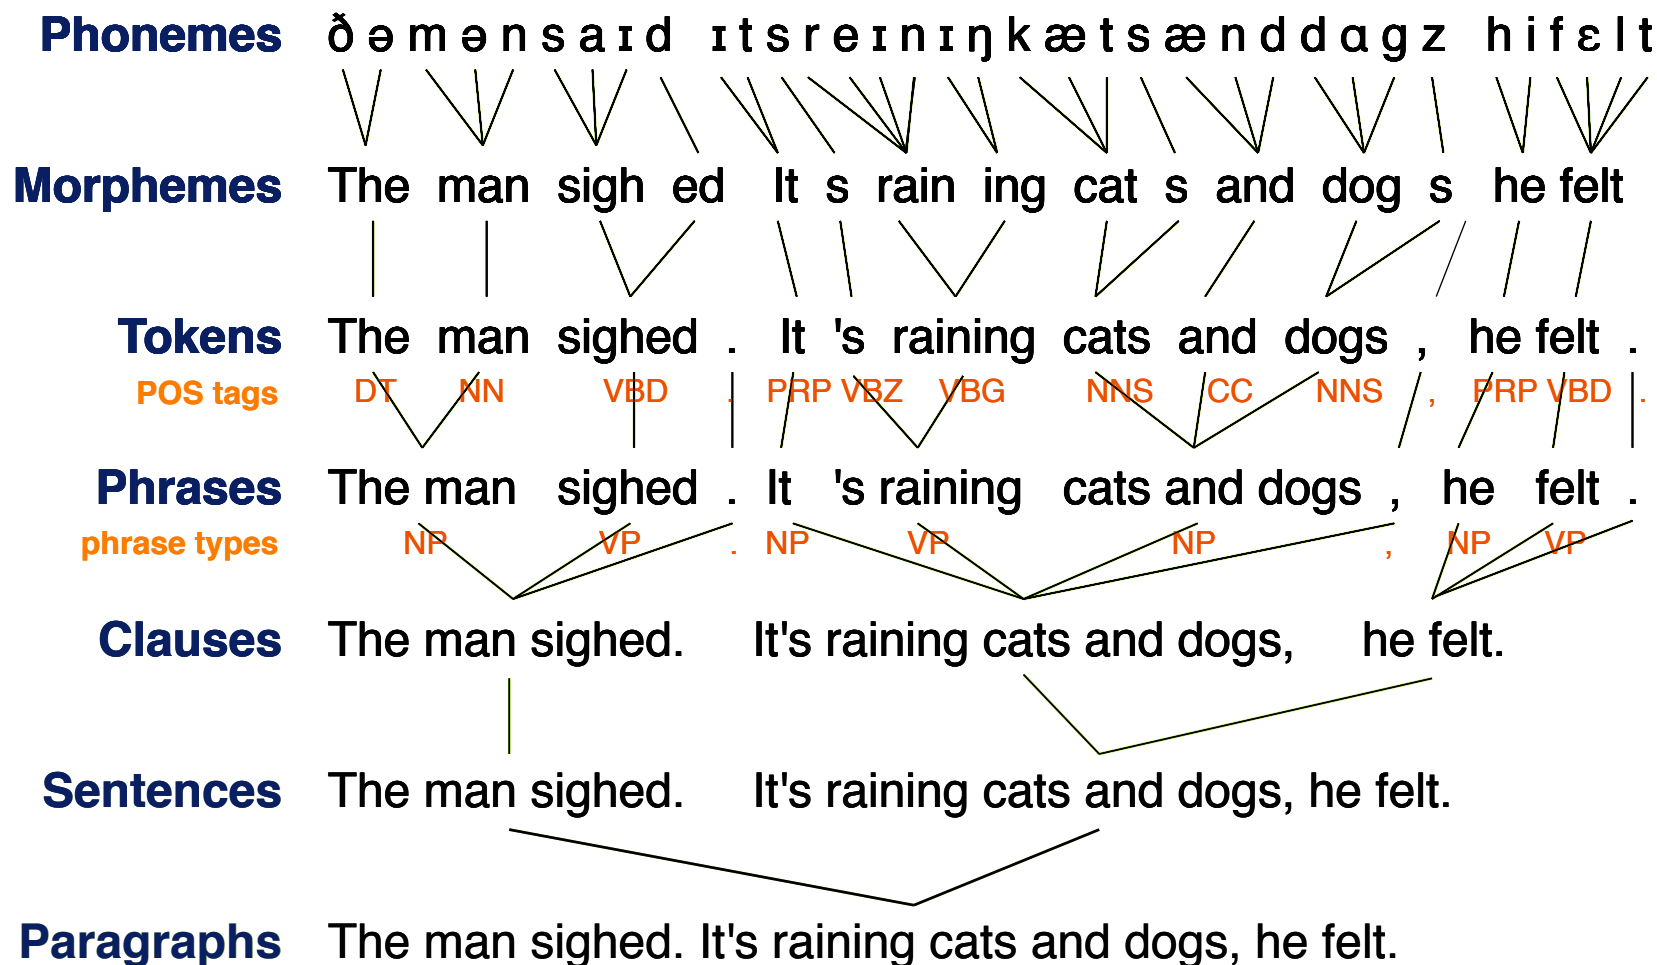 Phonemes ð ə m ə n s a ɪ d ɪ t s r e ɪ n ɪ ŋ k æ t s æ n d d ɑ g z h i f ɛ l t
Morphemes The man sigh ed It s rain ing cat s and dog s he felt
Tokens The man sighed . It 's raining cats and dogs , he felt .
POS tags DT NN VBD . PRP VBZ VBG NNS CC NNS , PRP VBD .
Phrases The man sighed . It 's raining cats and dogs , he felt .
phrase types NP VP . NP VP NP , NP VP
Clauses The man sighed. It's raining cats and dogs, he felt.
Sentences The man sighed. It's raining cats and dogs, he felt.
Paragraphs The man sighed. It's raining cats and dogs, he felt.